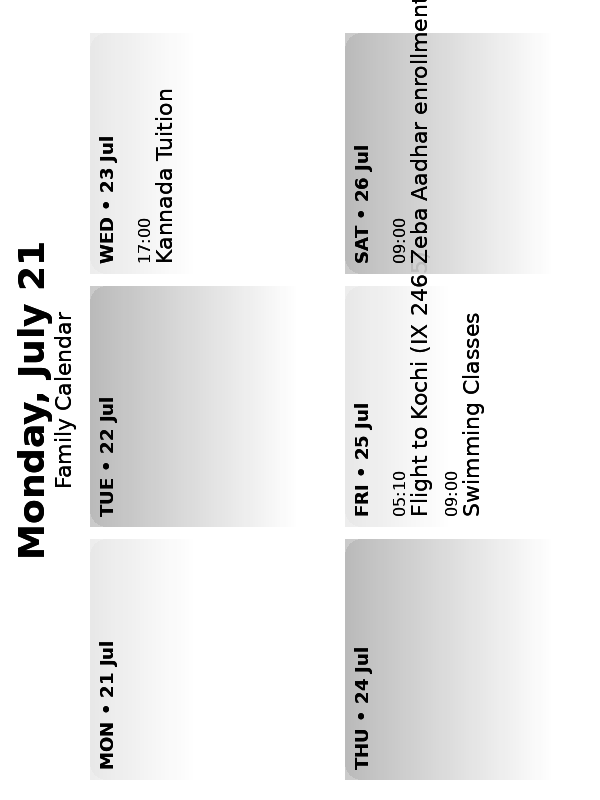 Monday, July 21
Family Calendar
MON • 21 Jul
TUE • 22 Jul
WED • 23 Jul
17:00
Kannada Tuition
THU • 24 Jul
FRI • 25 Jul
05:10
Flight to Kochi (IX 246
09:00
Swimming Classes
SAT • 26 Jul
09:00
Zeba Aadhar enrollment